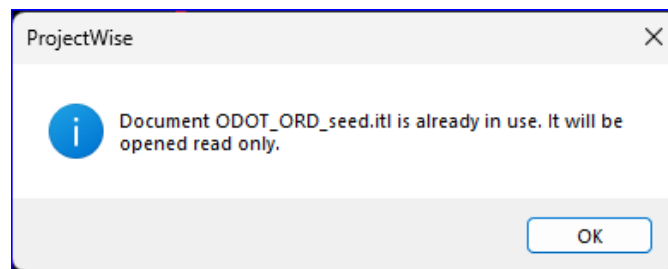 ProjectWise
Document ODOT_ORD_seed.itl is already in use. It will be
opened read only.
OK